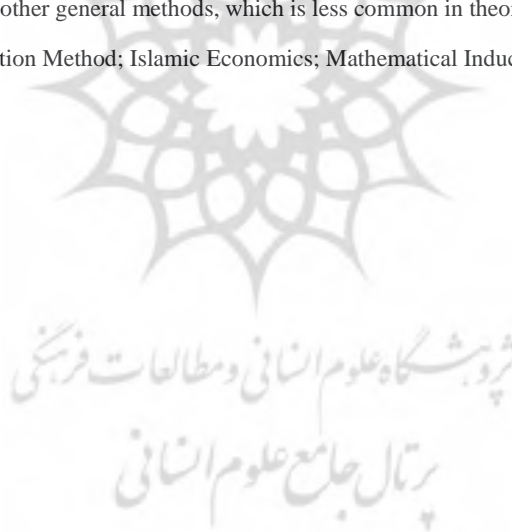 other general methods, which is less common in theor
tion Method; Islamic Economics; Mathematical Induc
پژوهشگاه علوم انسانی و مطالعات فرهنگی
پرتال جامع علوم انسانی